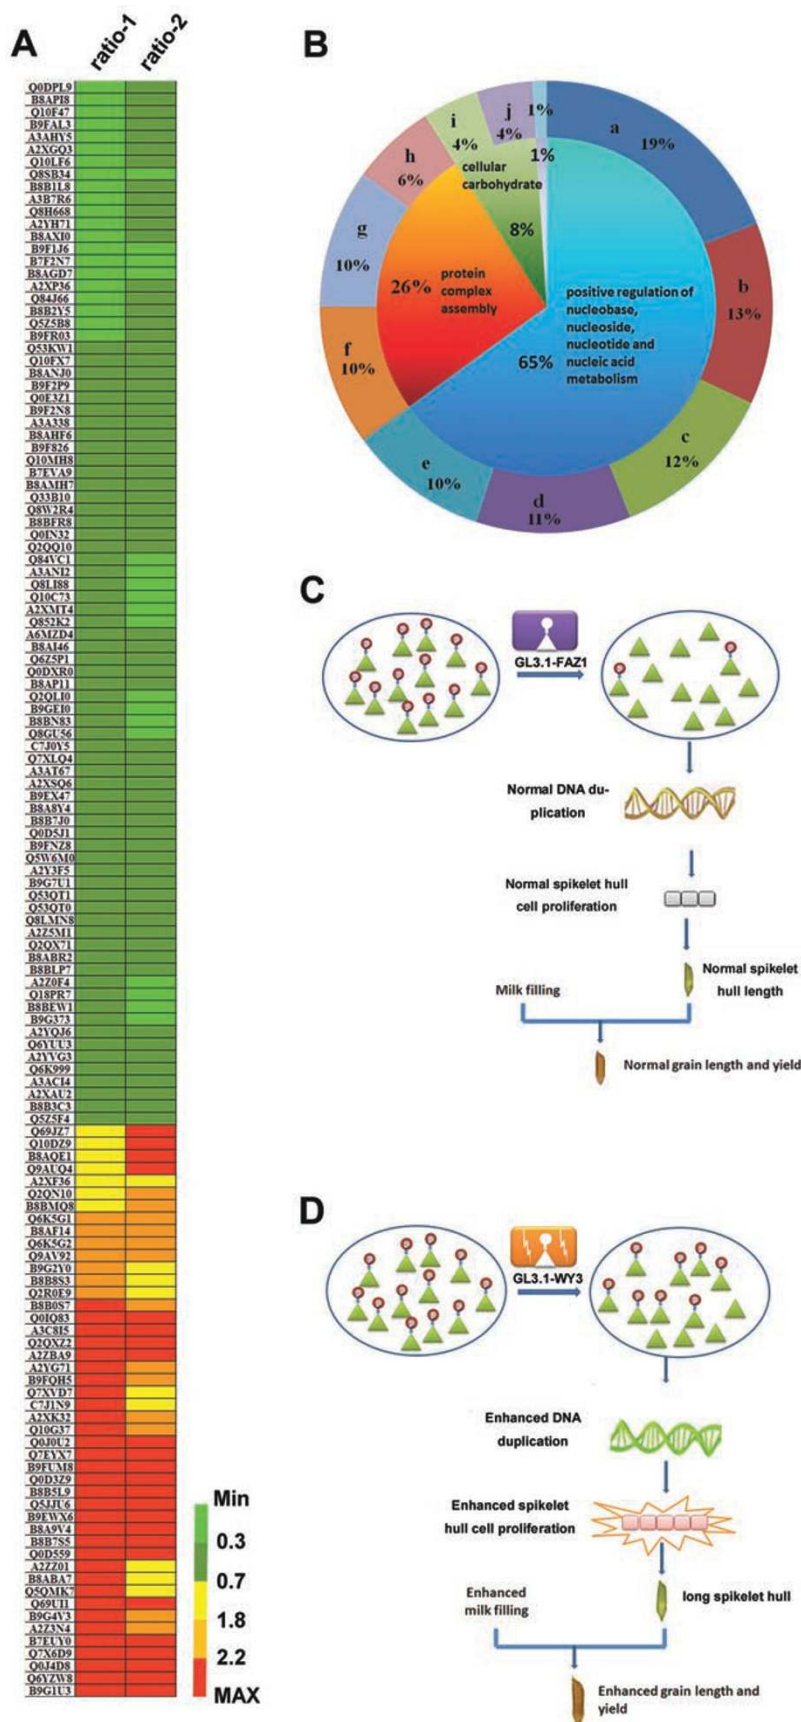 A
ratio-1
ratio-2
Q0DPL9
B8API8
Q10F47
B9FAL3
A3AHY5
A2XGQ3
Q10LF6
Q8SB34
B8B1L8
A3B7R6
Q8H668
A2YH71
B8AXI0
B9F1J6
B7F2N7
B8AGD7
A2XP36
Q84J66
B8B2Y5
Q5Z5B8
B9FR03
Q53KW1
Q10FX7
B8ANJ0
B9F2P9
Q0E3Z1
B9F2N8
A3A338
B8AHF6
B9F826
Q10MH8
B7EVA9
B8AMH7
Q33B10
Q8W2R4
B8BFR8
Q0IN32
Q2QQ10
Q84VC1
A3ANI2
Q8LI88
Q10C73
A2XMT4
Q852K2
A6MZD4
B8AI46
Q6Z5P1
Q0DXR0
B8AP11
Q2QLI0
B9GEI0
B8BN83
Q8GU56
C7J0Y5
Q7XLQ4
A3AT67
A2XSQ6
B9EX47
B8A8Y4
B8B7J0
Q0D5J1
B9FNZ8
Q5W6M0
A2Y3F5
B9G7U1
Q53QT1
Q53QT0
Q8LMN8
A2Z5M1
Q2QX71
B8ABR2
B8BLP7
A2Z0F4
Q18PR7
B8BEW1
B9G373
A2YQJ6
Q6YUU3
A2YVG3
Q6K999
A3ACI4
A2XAU2
B8B3C3
Q5Z5F4
Q69JZ7
Q10DZ9
B8AQE1
Q9AUQ4
A2XF36
Q2QN10
B8BMQ8
Q6K5G1
B8AF14
Q6K5G2
Q9AV92
B9G2Y0
B8B8S3
Q2R0E9
B8B0S7
Q0IQ83
A3C8I5
Q2QXZ2
A2ZBA9
A2YG71
B9FQH5
Q7XVD7
C7J1N9
A2XK32
Q10G37
Q0J0U2
Q7EYX7
B9FUM8
Q0D3Z9
B8B5L9
Q5JJU6
B9EWX6
B8A9V4
B8B7S5
Q0D559
A2ZZ01
B8ABA7
Q5QMK7
Q69UI1
B9G4V3
A2Z3N4
B7EUY0
Q7X6D9
Q0J4D8
Q6YZW8
B9G1U3
Min
0.3
0.7
1.8
2.2
MAX
B
a
19%
b
13%
c
12%
d
11%
e
10%
f
10%
g
10%
h
6%
i
4%
j
4%
1%
1%
cellular
carbohydrate
8%
26%
protein
complex
assembly
positive regulation of
nucleobase,
nucleoside,
nucleotide and
nucleic acid
metabolism
65%
C
GL3.1-FAZ1
Normal DNA du-
plication
Normal spikelet hull
cell proliferation
Normal spikelet
hull length
Milk filling
Normal grain length and yield
D
GL3.1-WY3
Enhanced DNA
duplication
Enhanced spikelet
hull cell proliferation
long spikelet hull
Enhanced
milk filling
Enhanced grain length and
yield